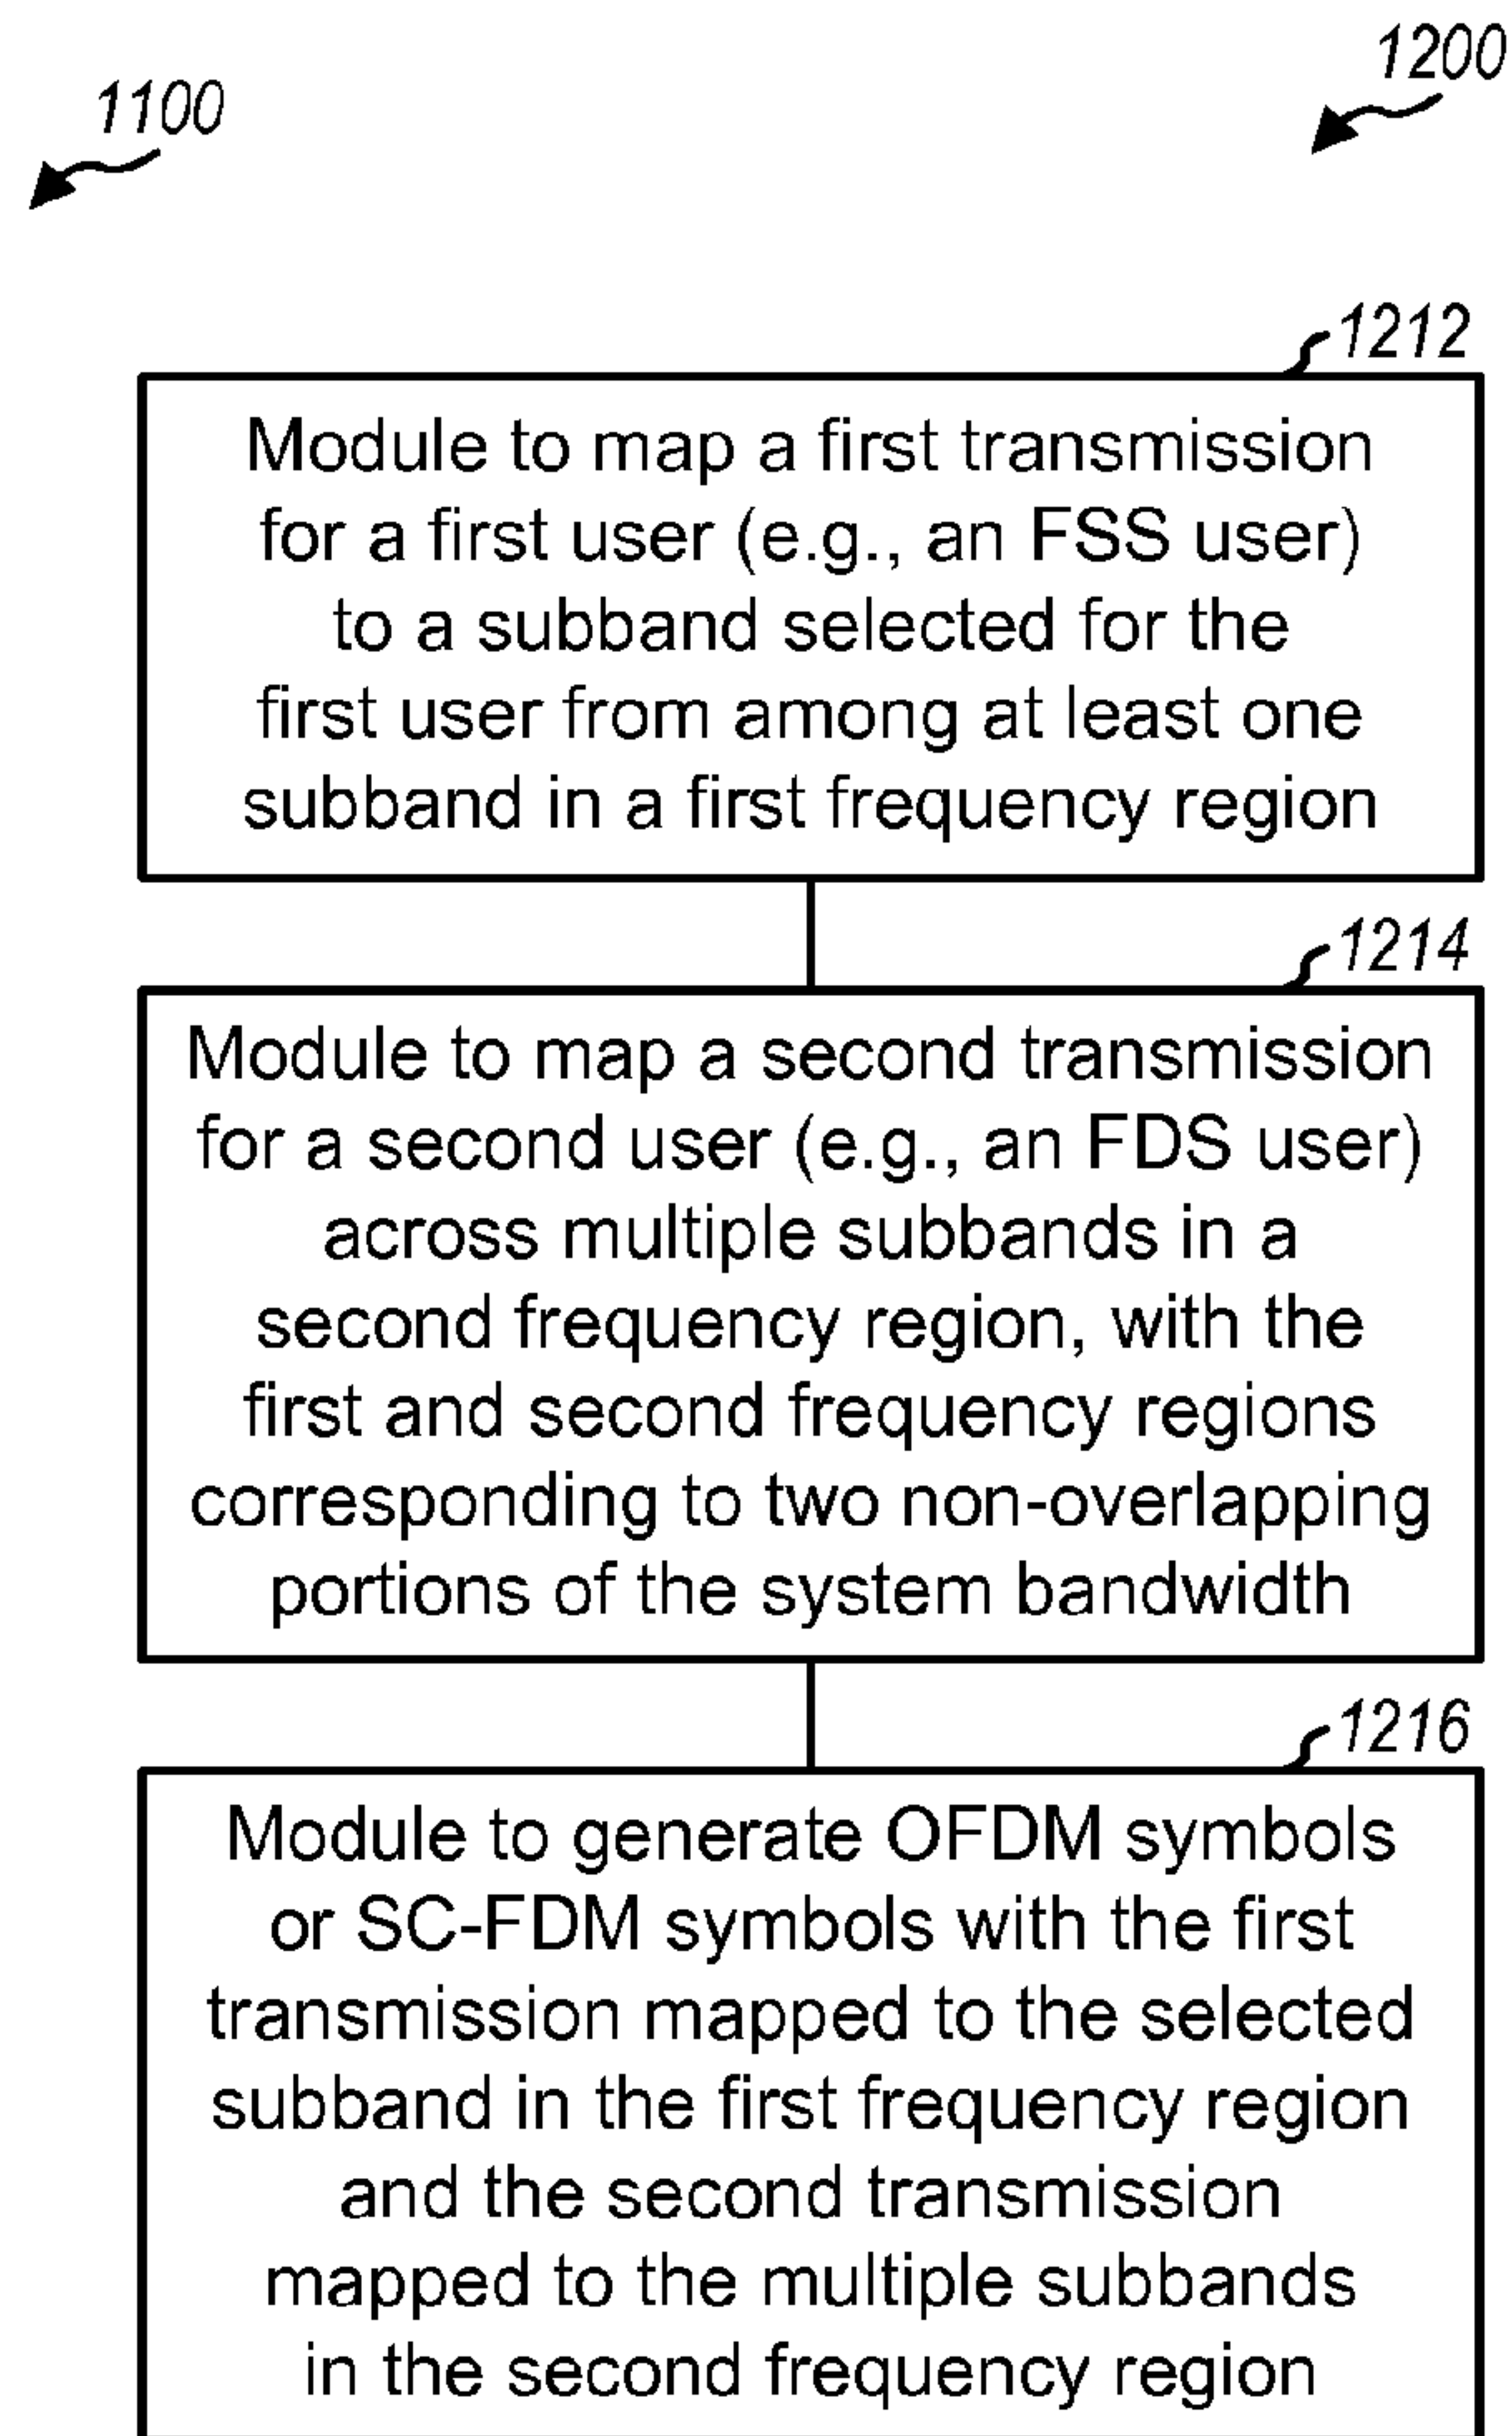 1100
1200
1212
Module to map a first transmission
for a first user (e.g., an FSS user)
to a subband selected for the
first user from among at least one
subband in a first frequency region
1214
Module to map a second transmission
for a second user (e.g., an FDS user)
across multiple subbands in a
second frequency region, with the
first and second frequency regions
corresponding to two non-overlapping
portions of the system bandwidth
1216
Module to generate OFDM symbols
or SC-FDM symbols with the first
transmission mapped to the selected
subband in the first frequency region
and the second transmission
mapped to the multiple subbands
in the second frequency region